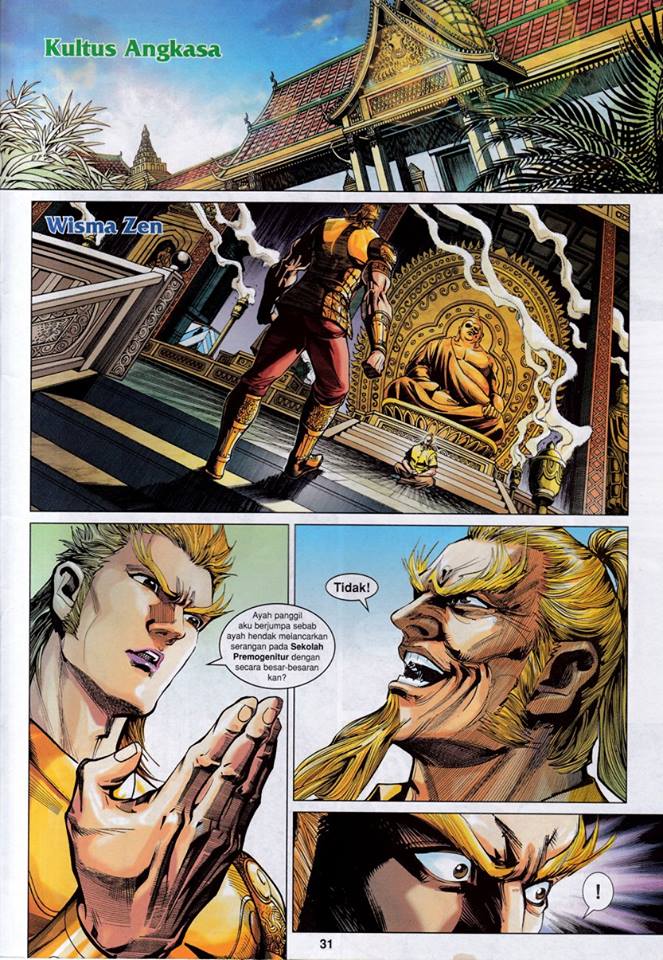 Kultus Angkasa
Wisma Zen
Ayah panggil
aku berjumpa sebab
ayah hendak melancarkan
serangan pada Sekolah
Premogenitur dengan
secara besar-besaran
kan?
Tidak!
!
31